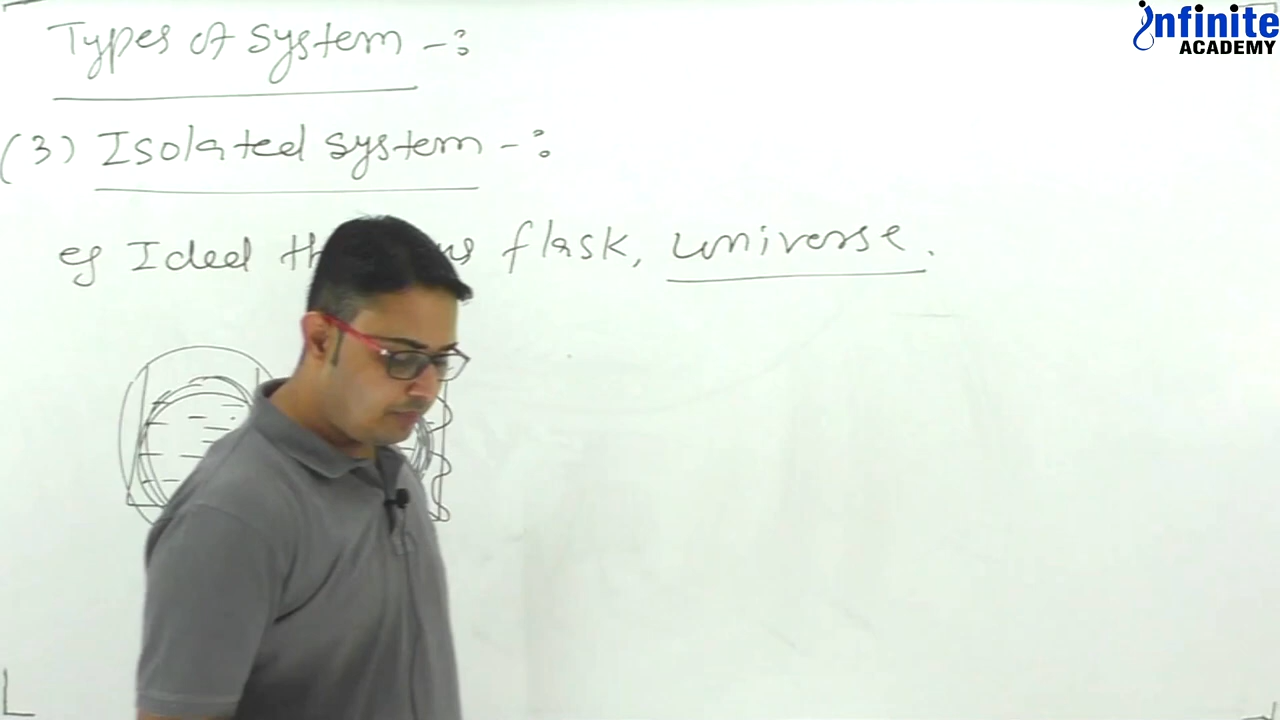 infinite
ACADEMY
Types of System -:
(3) Isolated System -:
eg Ideal flask, universe.